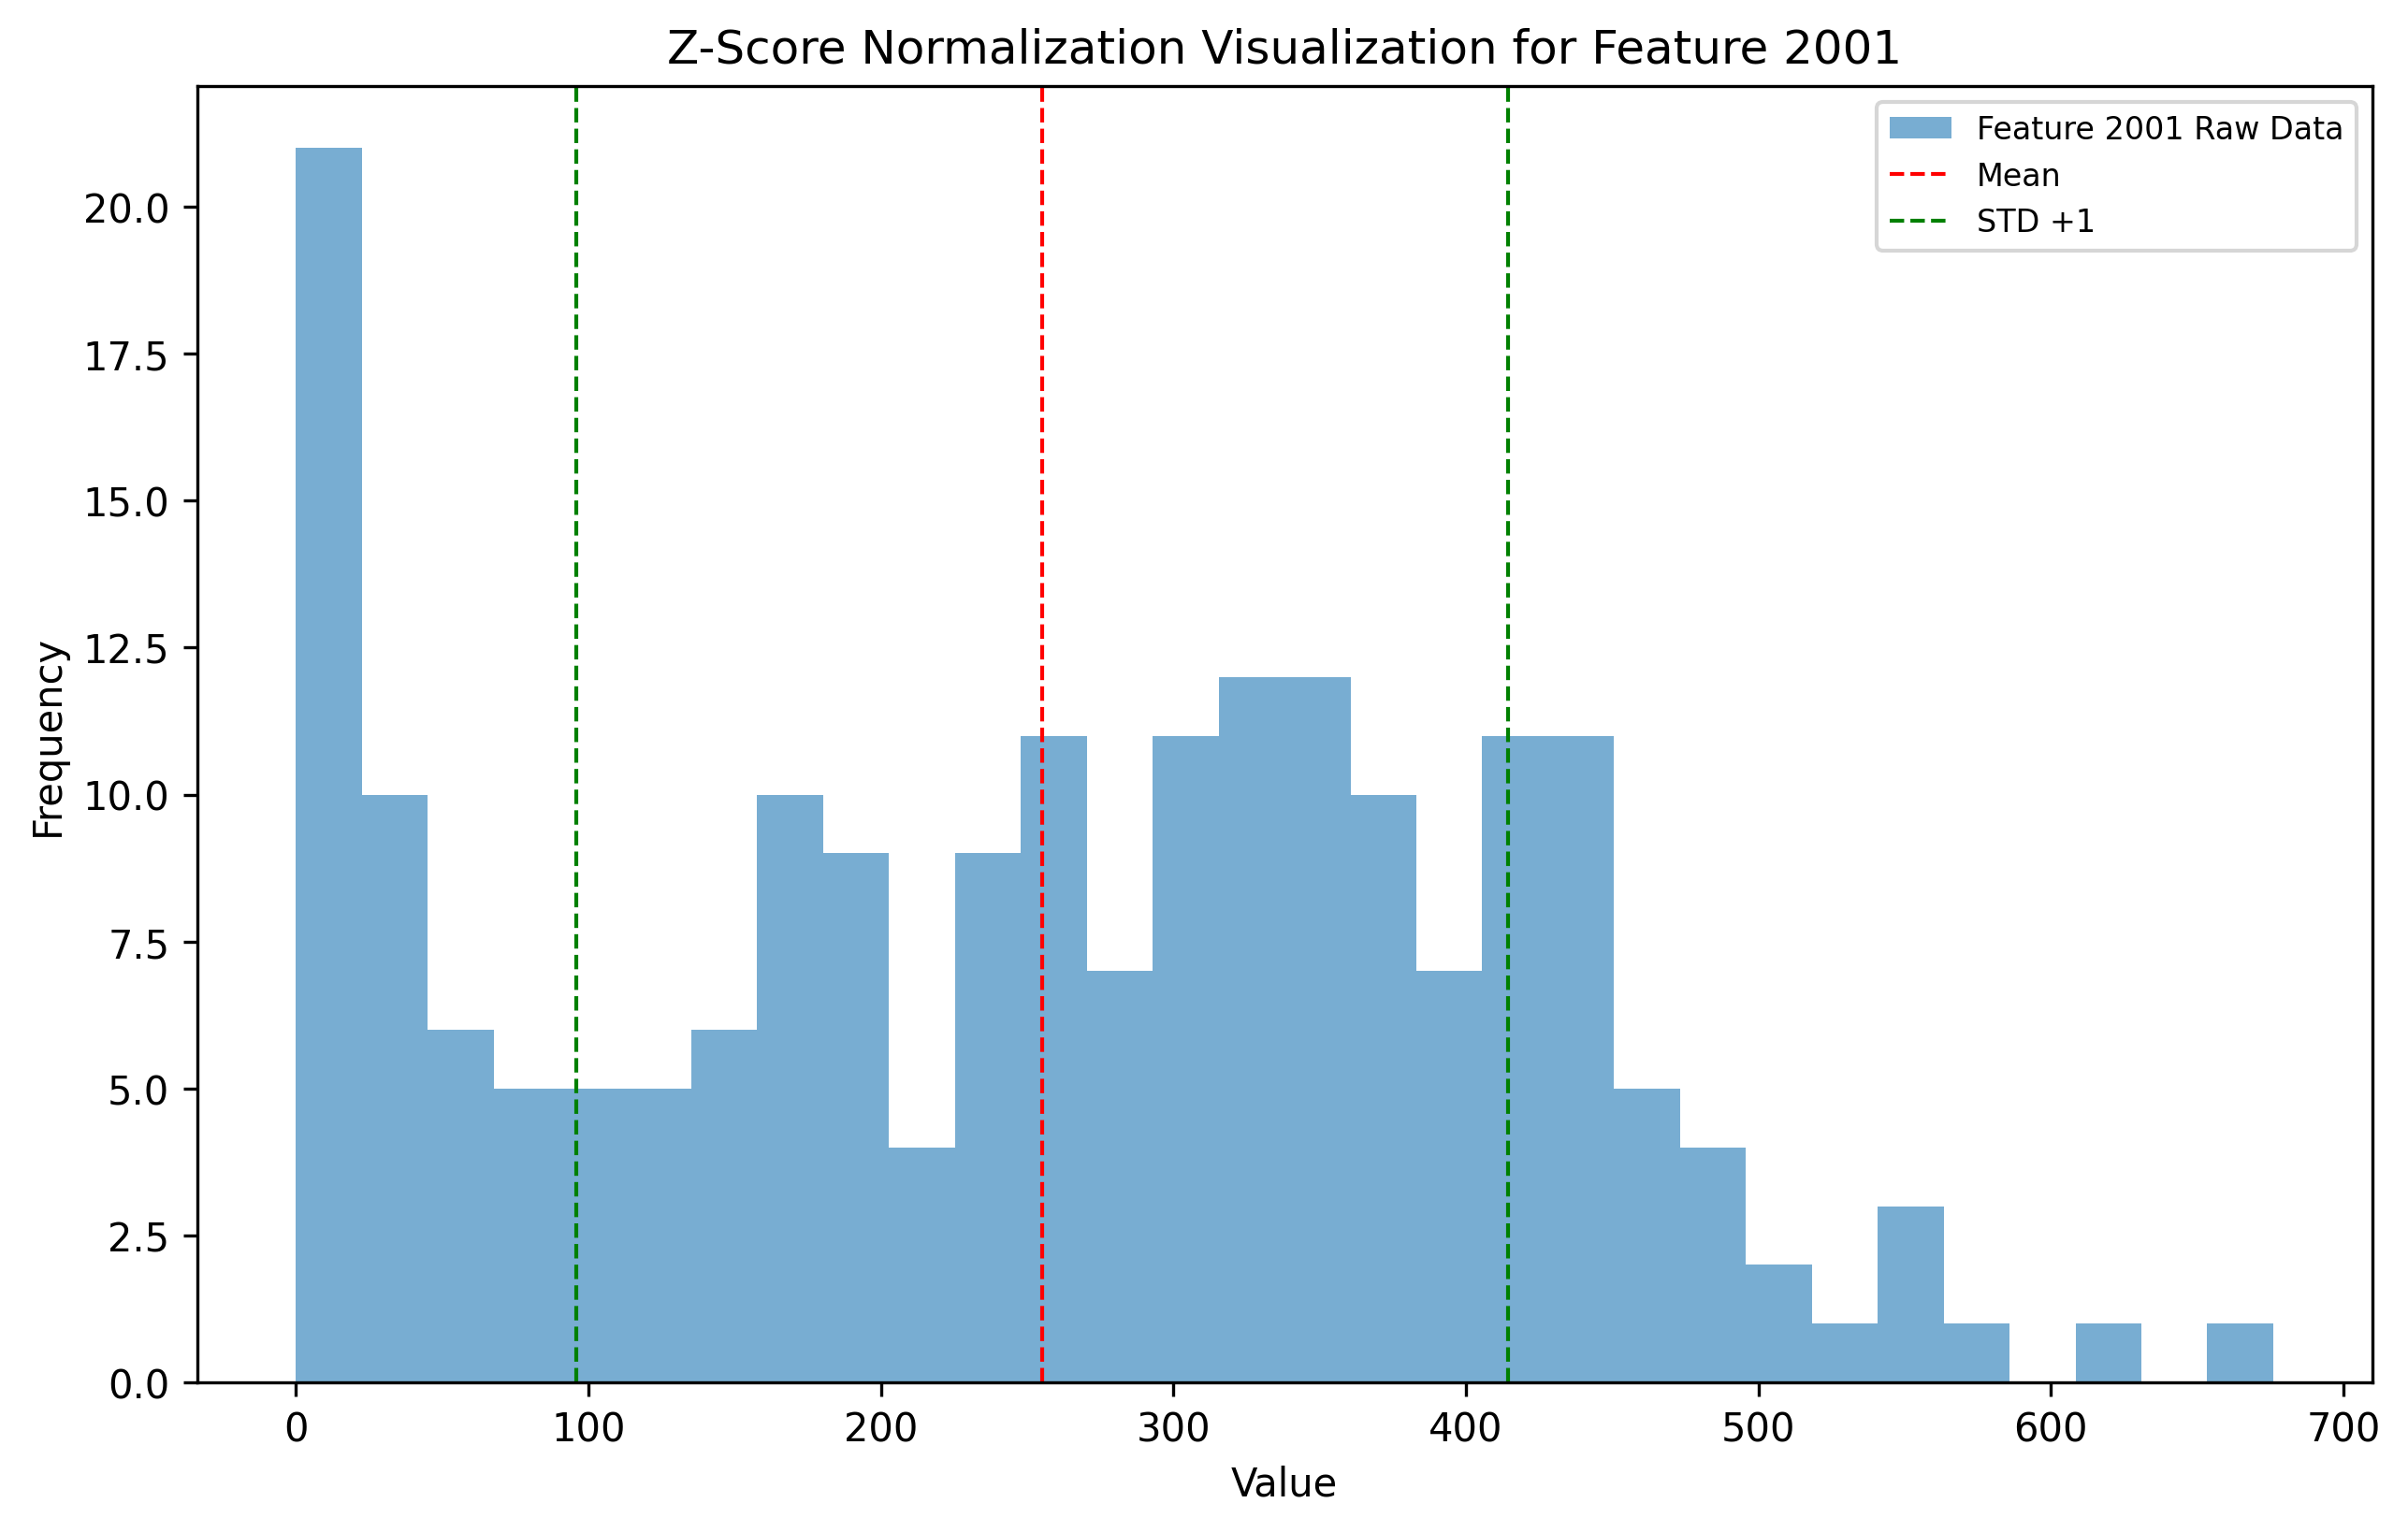 Z-Score Normalization Visualization for Feature 2001
Feature 2001 Raw Data
Mean
STD +1
20.0
17.5
15.0
12.5
10.0
7.5
5.0
2.5
0.0
Frequency
0 100 200 300 400 500 600 700
Value